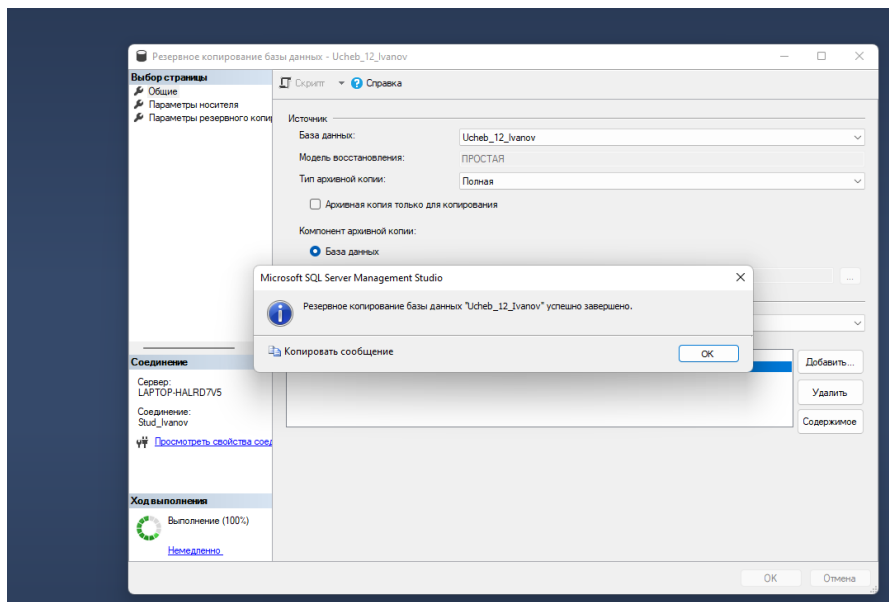 Резервное копирование базы данных - Ucheb_12_Ivanov
Выбор страницы
Общие
Параметры носителя
Параметры резервного копи
Скрипт
Справка
Источник
База данных:
Ucheb_12_Ivanov
Модель восстановления:
ПРОСТАЯ
Тип архивной копии:
Полная
Архивная копия только для копирования
Компонент архивной копии:
База данных
...
Microsoft SQL Server Management Studio
Резервное копирование базы данных "Ucheb_12_Ivanov" успешно завершено.
Копировать сообщение
OK
Добавить...
Удалить
Содержимое
Соединение
Сервер:
LAPTOP-HALRD7V5
Соединение:
Stud_Ivanov
Просмотреть свойства соед
Ход выполнения
Выполнение (100%)
Немедленно
OK
Отмена